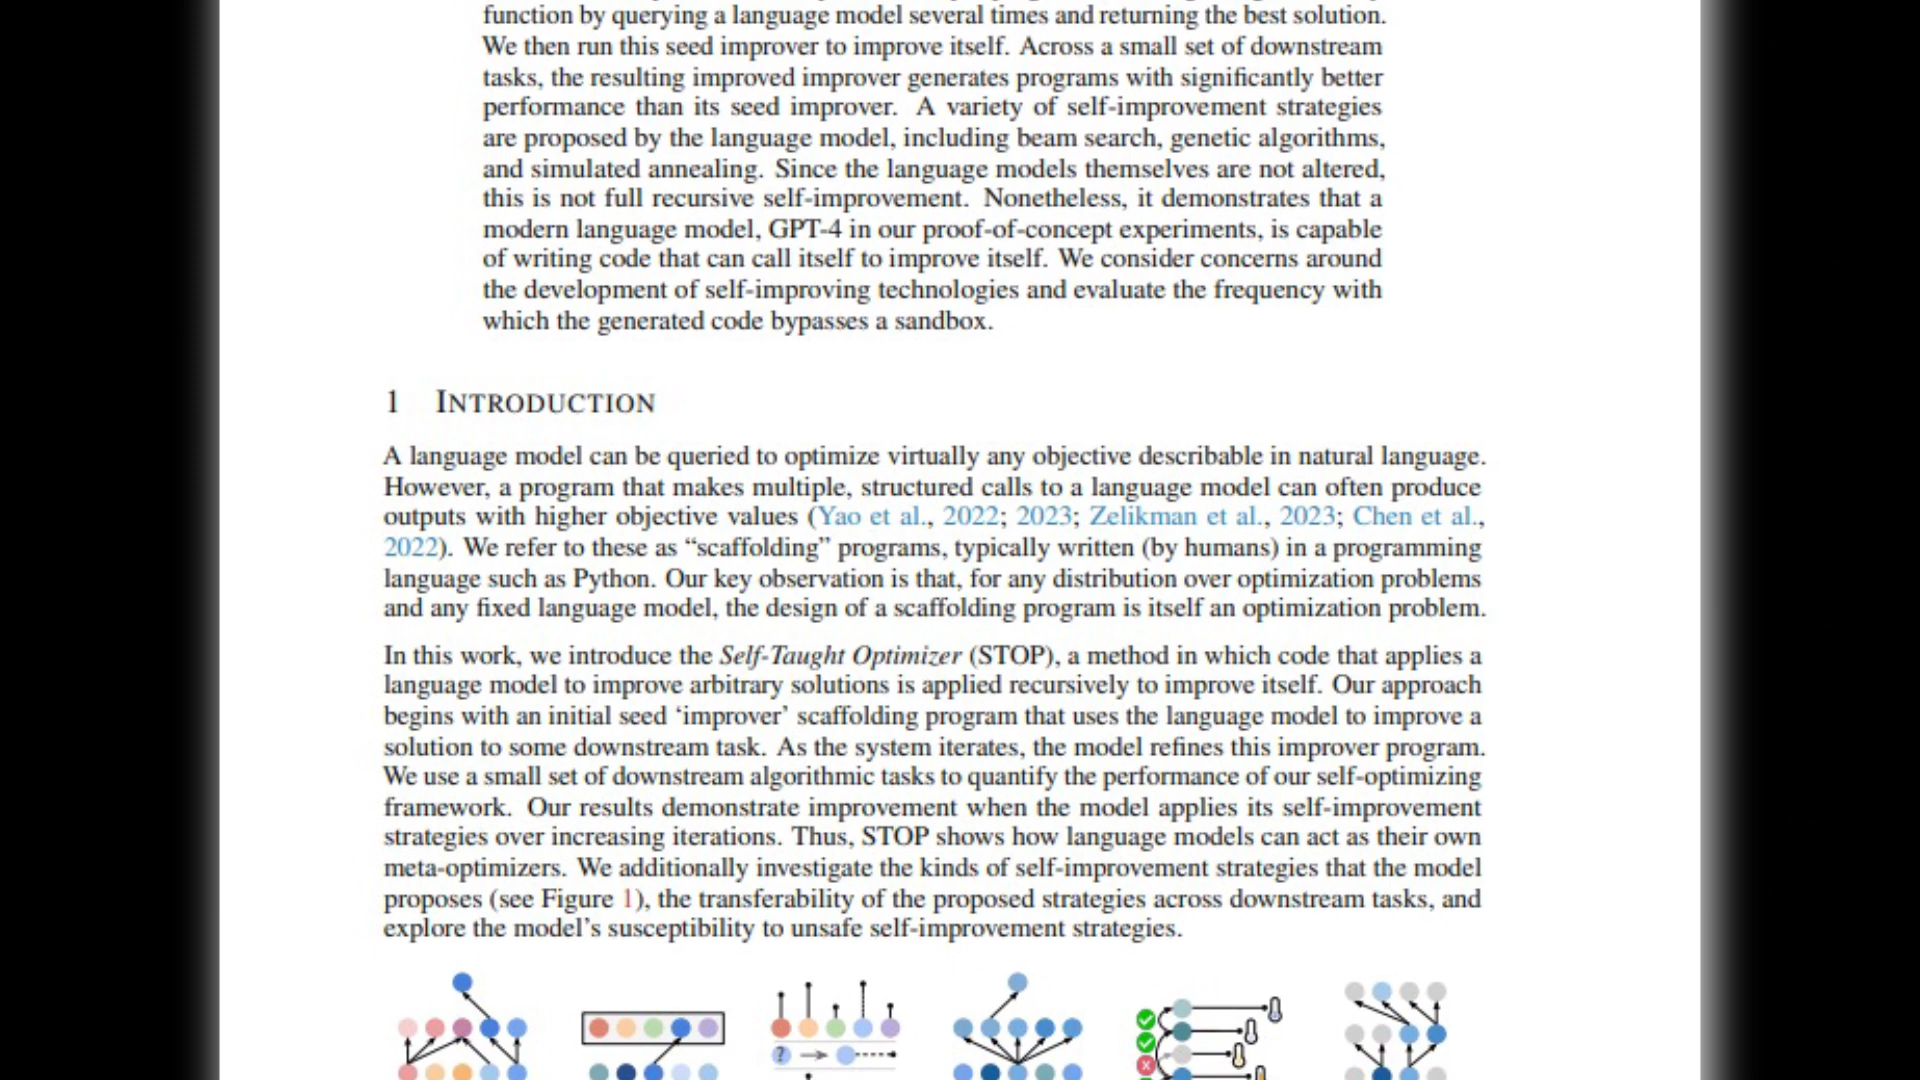 function by querying a language model several times and returning the best solution.
We then run this seed improver to improve itself. Across a small set of downstream
tasks, the resulting improved improver generates programs with significantly better
performance than its seed improver. A variety of self-improvement strategies
are proposed by the language model, including beam search, genetic algorithms,
and simulated annealing. Since the language models themselves are not altered,
this is not full recursive self-improvement. Nonetheless, it demonstrates that a
modern language model, GPT-4 in our proof-of-concept experiments, is capable
of writing code that can call itself to improve itself. We consider concerns around
the development of self-improving technologies and evaluate the frequency with
which the generated code bypasses a sandbox.
1 INTRODUCTION
A language model can be queried to optimize virtually any objective describable in natural language.
However, a program that makes multiple, structured calls to a language model can often produce
outputs with higher objective values (Yao et al., 2022; 2023; Zelikman et al., 2023; Chen et al.,
2022). We refer to these as “scaffolding” programs, typically written (by humans) in a programming
language such as Python. Our key observation is that, for any distribution over optimization problems
and any fixed language model, the design of a scaffolding program is itself an optimization problem.
In this work, we introduce the Self-Taught Optimizer (STOP), a method in which code that applies a
language model to improve arbitrary solutions is applied recursively to improve itself. Our approach
begins with an initial seed ‘improver’ scaffolding program that uses the language model to improve a
solution to some downstream task. As the system iterates, the model refines this improver program.
We use a small set of downstream algorithmic tasks to quantify the performance of our self-optimizing
framework. Our results demonstrate improvement when the model applies its self-improvement
strategies over increasing iterations. Thus, STOP shows how language models can act as their own
meta-optimizers. We additionally investigate the kinds of self-improvement strategies that the model
proposes (see Figure 1), the transferability of the proposed strategies across downstream tasks, and
explore the model’s susceptibility to unsafe self-improvement strategies.
?